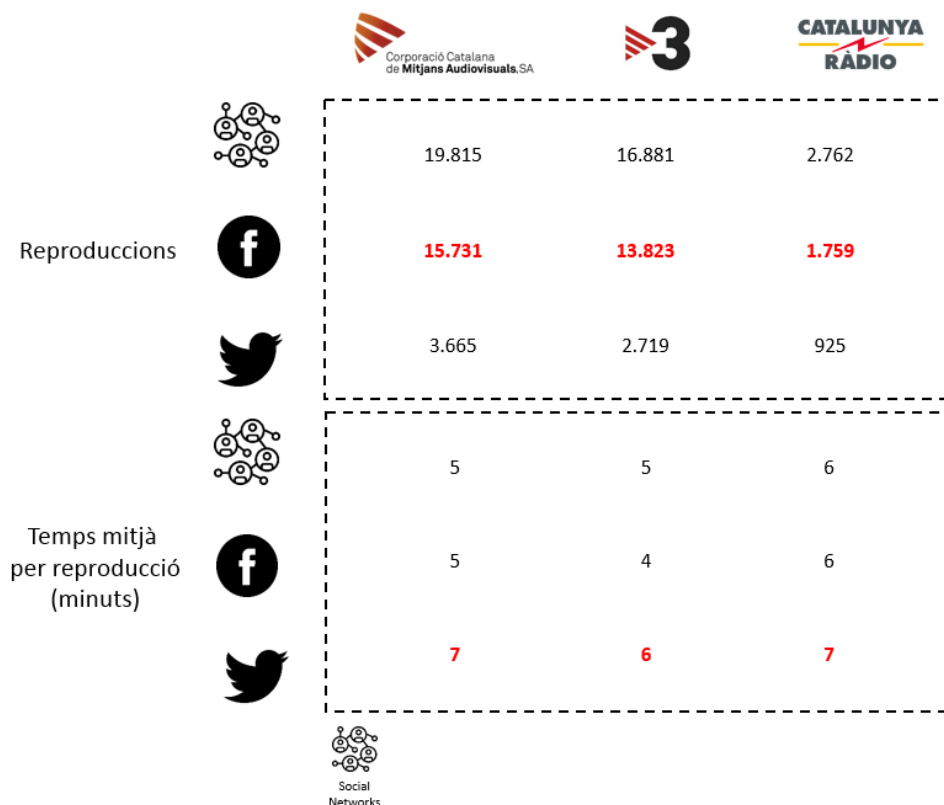 Corporació Catalana
de Mitjans Audiovisuals, SA
3
CATALUNYA
RÀDIO
19.815 16.881 2.762
Reproduccions
f
15.731 13.823 1.759
3.665 2.719 925
5 5 6
Temps mitjà
per reproducció
(minuts)
f
5 4 6
7 6 7
Social
Networks